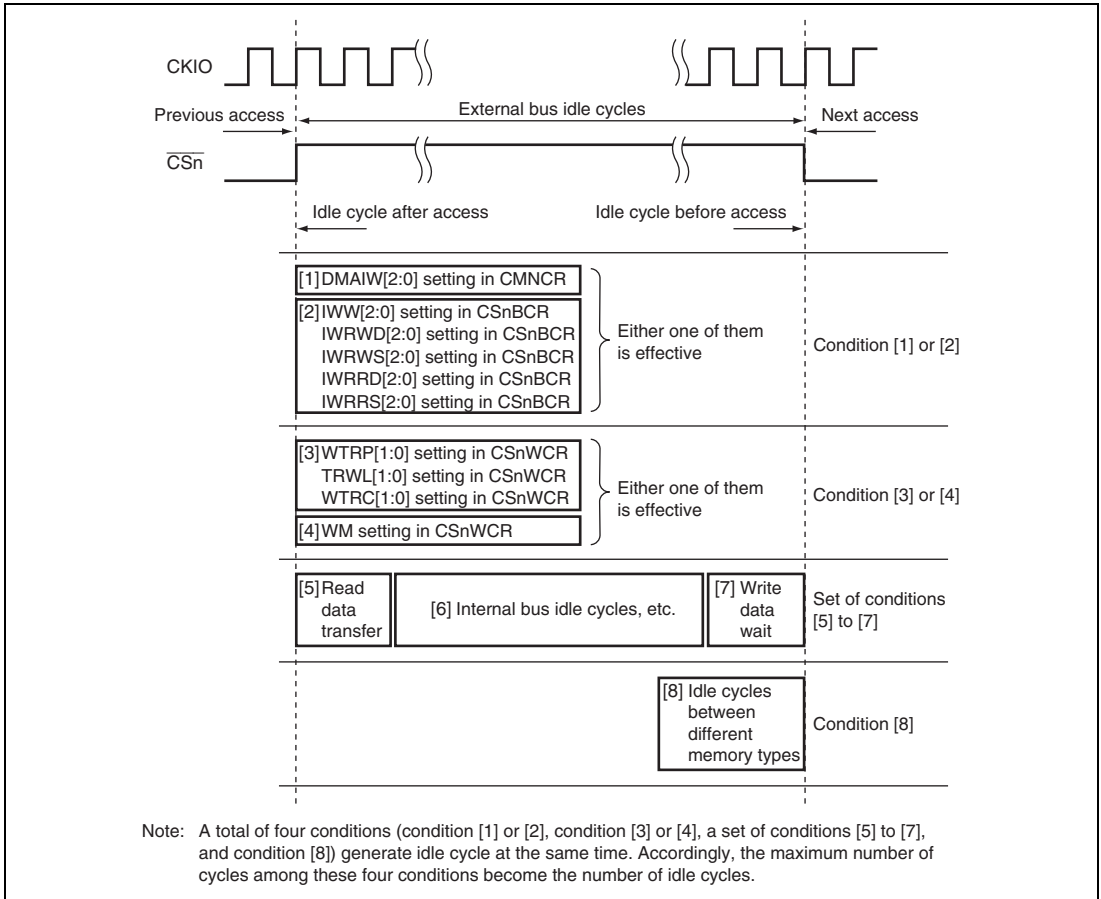 CKIO
Previous access
External bus idle cycles
Next access
CSn
Idle cycle after access
Idle cycle before access
[1]DMAIW[2:0] setting in CMNCR
[2]IWW[2:0] setting in CSnBCR
IWRWD[2:0] setting in CSnBCR
IWRWS[2:0] setting in CSnBCR
IWRRD[2:0] setting in CSnBCR
IWRRS[2:0] setting in CSnBCR
Either one of them
is effective
Condition [1] or [2]
[3]WTRP[1:0] setting in CSnWCR
TRWL[1:0] setting in CSnWCR
WTRC[1:0] setting in CSnWCR
[4]WM setting in CSnWCR
Either one of them
is effective
Condition [3] or [4]
[5]Read
data
transfer
[6] Internal bus idle cycles, etc.
[7] Write
data
wait
Set of conditions
[5] to [7]
[8] Idle cycles
between
different
memory types
Condition [8]
Note: A total of four conditions (condition [1] or [2], condition [3] or [4], a set of conditions [5] to [7],
and condition [8]) generate idle cycle at the same time. Accordingly, the maximum number of
cycles among these four conditions become the number of idle cycles.